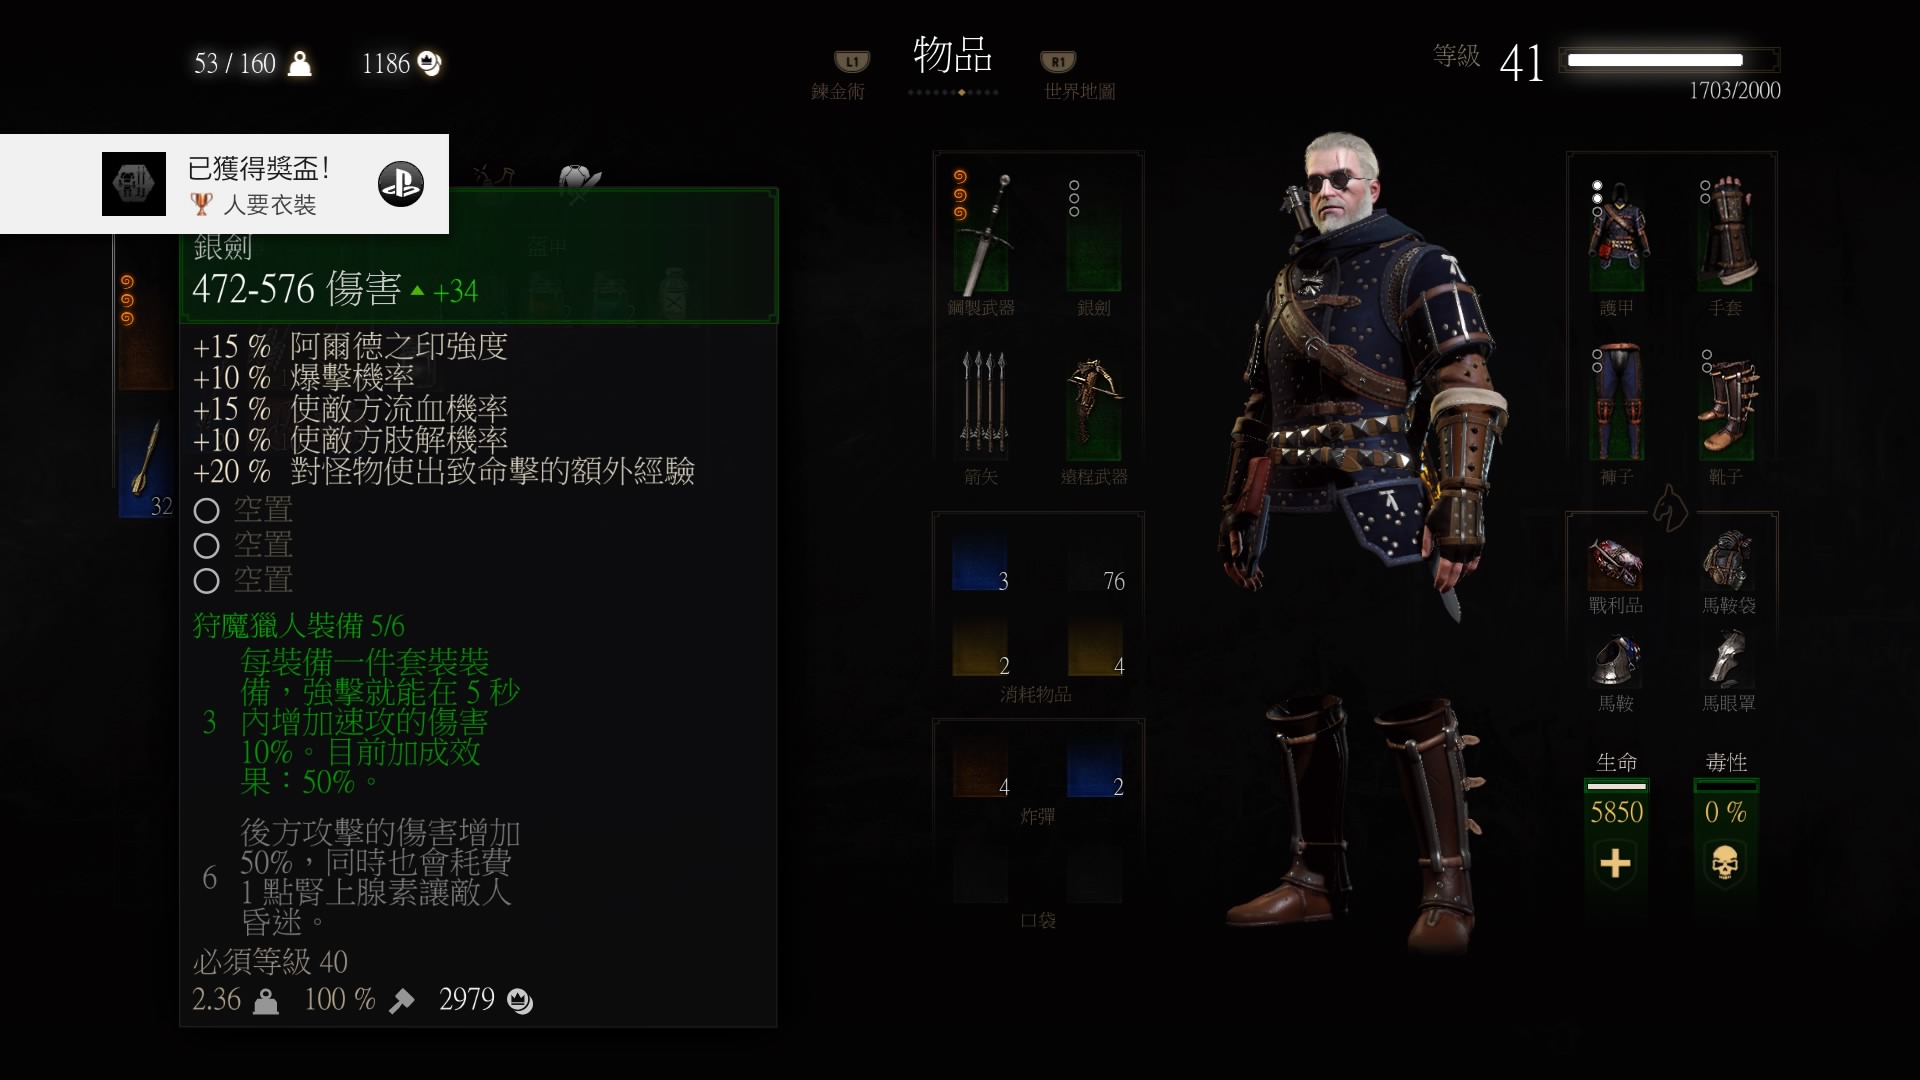 53 / 160
1186
L1
物品
R1
鍊金術
世界地圖
等級 41
1703/2000
已獲得獎盃！
人要衣裝
銀劍
盔甲
472-576 傷害 +34
+15 % 阿爾德之印強度
+10 % 爆擊機率
+15 % 使敵方流血機率
+10 % 使敵方肢解機率
+20 % 對怪物使出致命擊的額外經驗
空置
空置
空置
狩魔獵人裝備 5/6
每裝備一件套裝裝
備，強擊就能在 5 秒
3 內增加速攻的傷害
10%。目前加成效
果：50%。
後方攻擊的傷害增加
50%，同時也會耗費
6
1 點腎上腺素讓敵人
昏迷。
必須等級 40
2.36 100 % 2979
32
鋼製武器
銀劍
箭矢
遠程武器
3
76
2
4
消耗物品
4
2
炸彈
口袋
護甲
手套
褲子
靴子
戰利品
馬鞍袋
馬鞍
馬眼罩
生命
毒性
5850
0 %